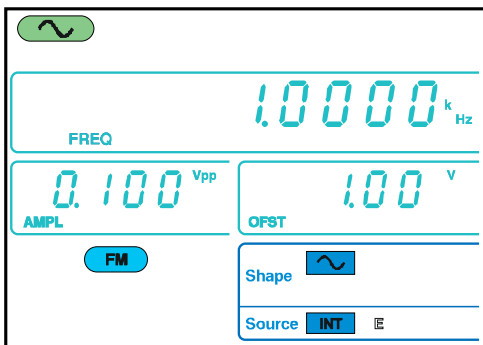 1.0000 k Hz
FREQ
0.100 Vpp
AMPL
1.00 V
OFST
FM
Shape
Source INT E